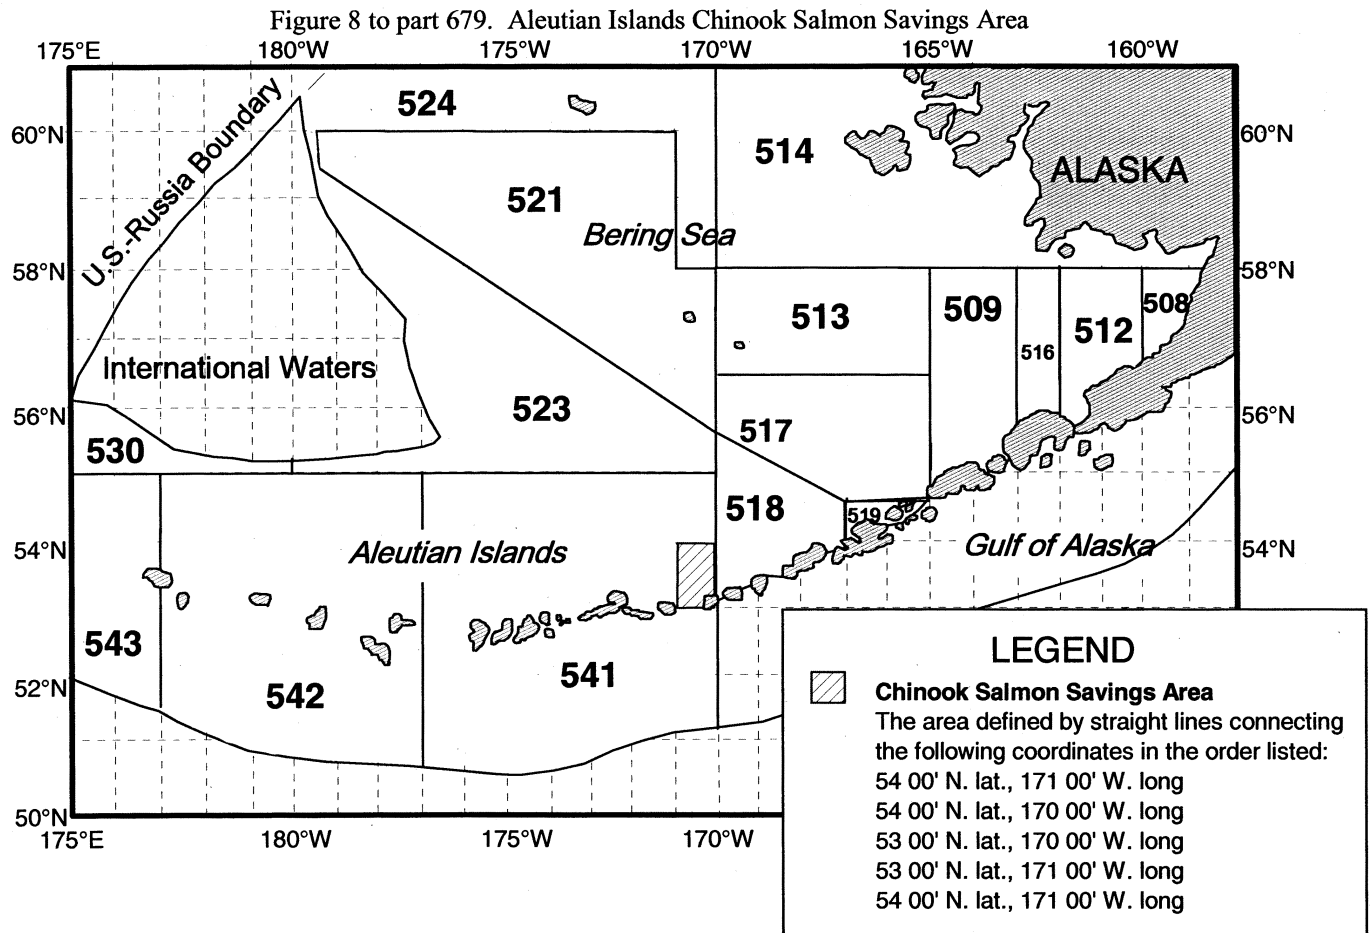 Figure 8 to part 679. Aleutian Islands Chinook Salmon Savings Area
175°E 180°W 175°W 170°W 165°W 160°W
U.S.-Russia Boundary
524
60°N 60°N
514
ALASKA
521
Bering Sea
58°N 58°N
513 509 516 512 508
International Waters
56°N 523 56°N
530 517
518 519
Aleutian Islands
54°N Gulf of Alaska 54°N
543 541
52°N 542
50°N
175°E 180°W 175°W 170°W
LEGEND
Chinook Salmon Savings Area
The area defined by straight lines connecting
the following coordinates in the order listed:
54 00' N. lat., 171 00' W. long
54 00' N. lat., 170 00' W. long
53 00' N. lat., 170 00' W. long
53 00' N. lat., 171 00' W. long
54 00' N. lat., 171 00' W. long